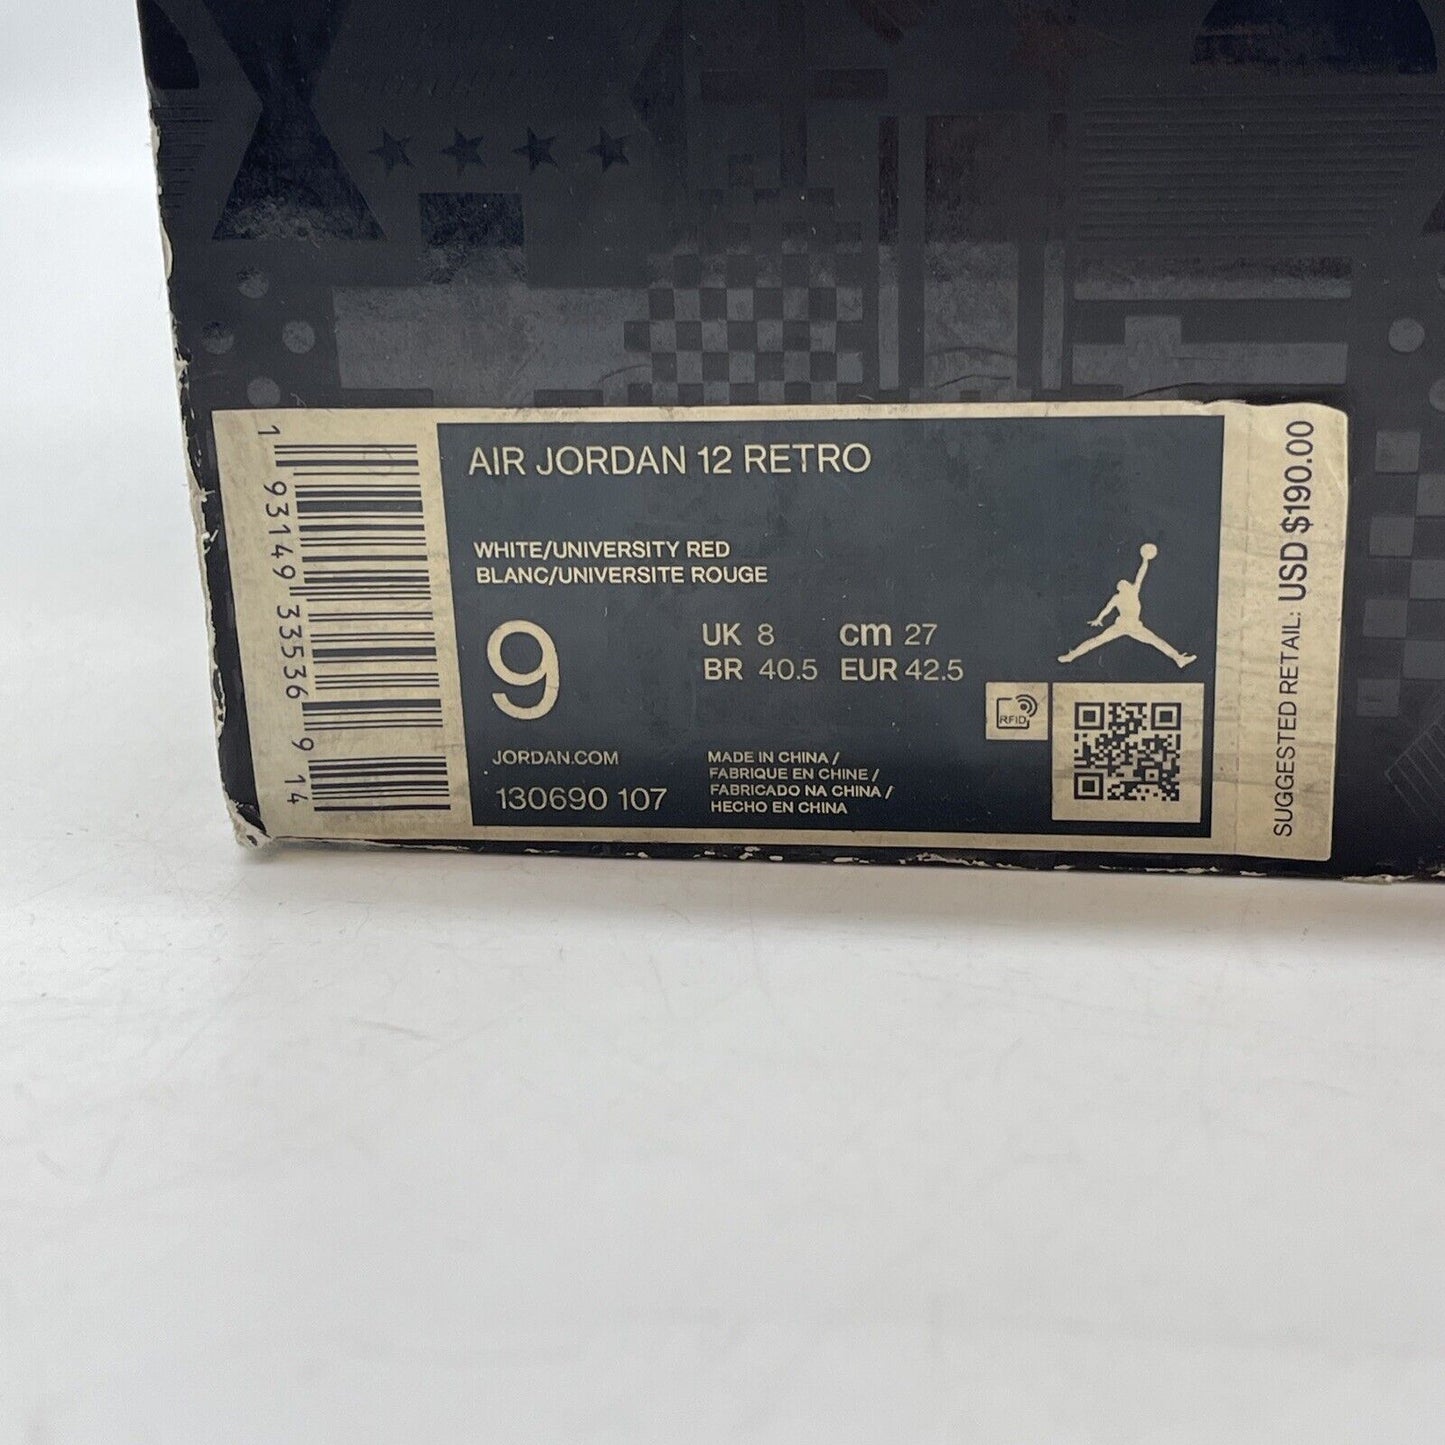 AIR JORDAN 12 RETRO
WHITE/UNIVERSITY RED
BLANC/UNIVERSITE ROUGE
9
UK 8 cm 27
BR 40.5 EUR 42.5
RFID
JORDAN.COM
130690 107
MADE IN CHINA /
FABRIQUE EN CHINE /
FABRICADO NA CHINA /
HECHO EN CHINA
1 93149 33536 9 14
SUGGESTED RETAIL: USD $190.00